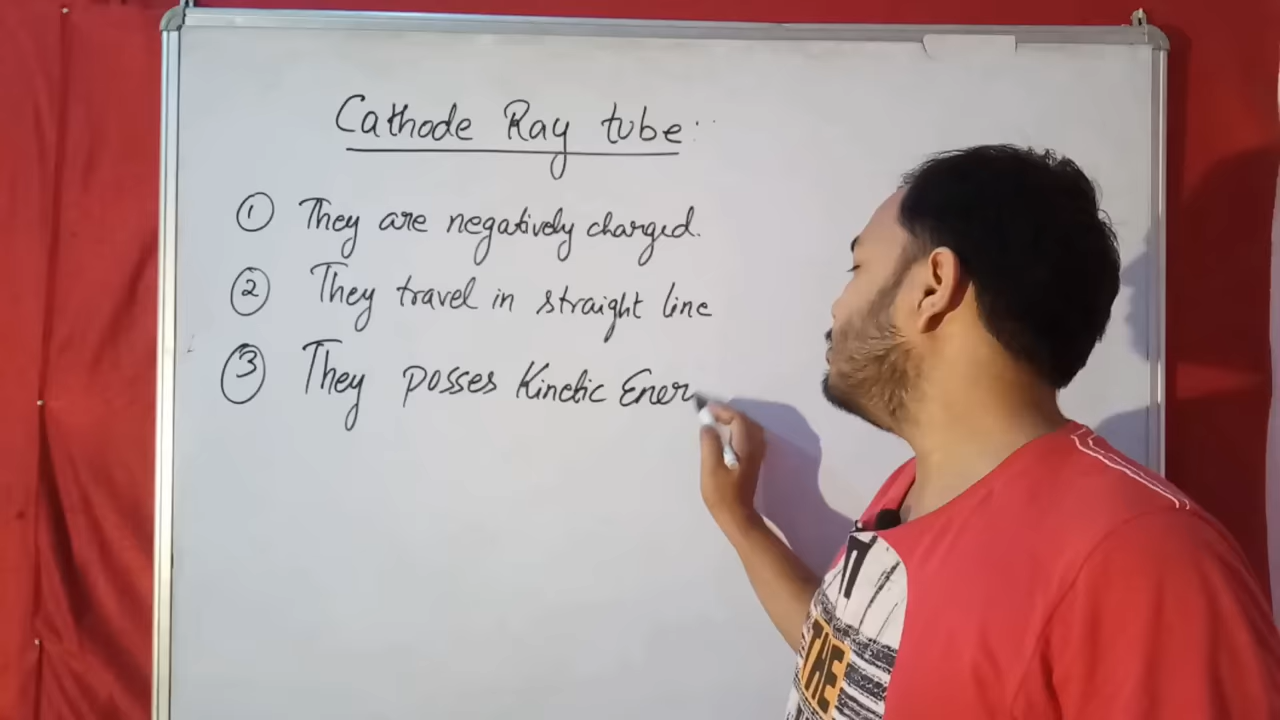 Cathode Ray tube:
① They are negatively charged.
② They travel in straight line
③ They posses Kinetic Ener
THE